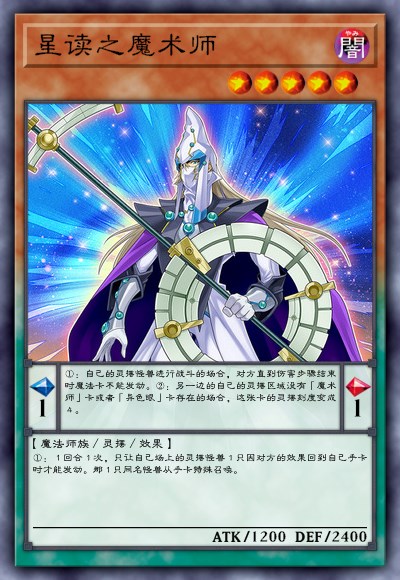 星读之魔术师
やみ
闇
①：自己的灵摆怪兽进行战斗的场合，对方直到伤害步骤结束
时魔法卡不能发动。②：另一边的自己的灵摆区域没有「魔术
师」卡或者「异色眼」卡存在的场合，这张卡的灵摆刻度变成
4。
1
1
【魔法师族／灵摆／效果】
①：1回合1次，只让自己场上的灵摆怪兽1只因对方的效果回到自己手卡
时才能发动。那1只同名怪兽从手卡特殊召唤。
ATK/1200 DEF/2400